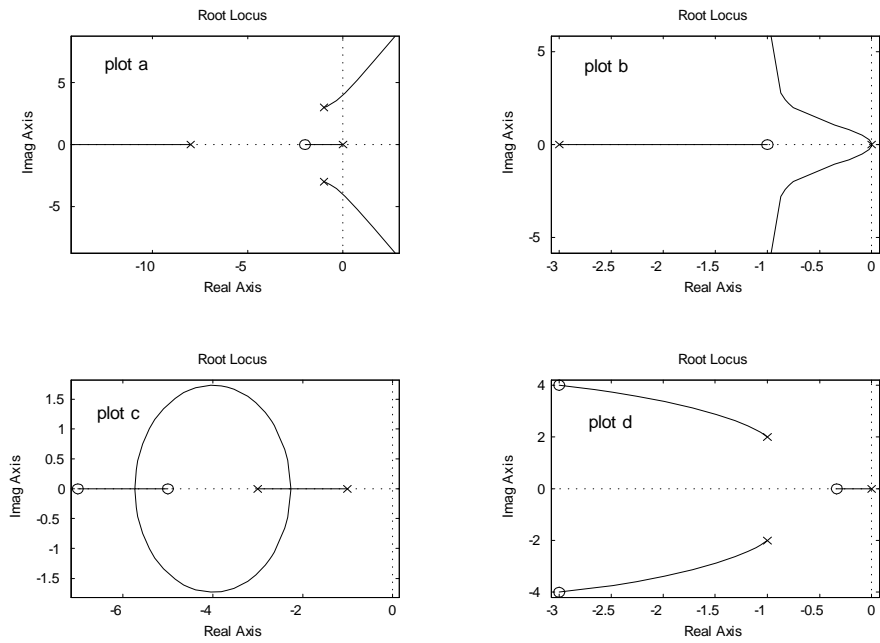 Root Locus
plot a
Imag Axis
5
0
-5
-10
-5
0
Real Axis
Root Locus
plot b
Imag Axis
5
0
-5
-3
-2.5
-2
-1.5
-1
-0.5
0
Real Axis
Root Locus
plot c
Imag Axis
1.5
1
0.5
0
-0.5
-1
-1.5
-6
-4
-2
0
Real Axis
Root Locus
plot d
Imag Axis
4
2
0
-2
-4
-3
-2.5
-2
-1.5
-1
-0.5
0
Real Axis